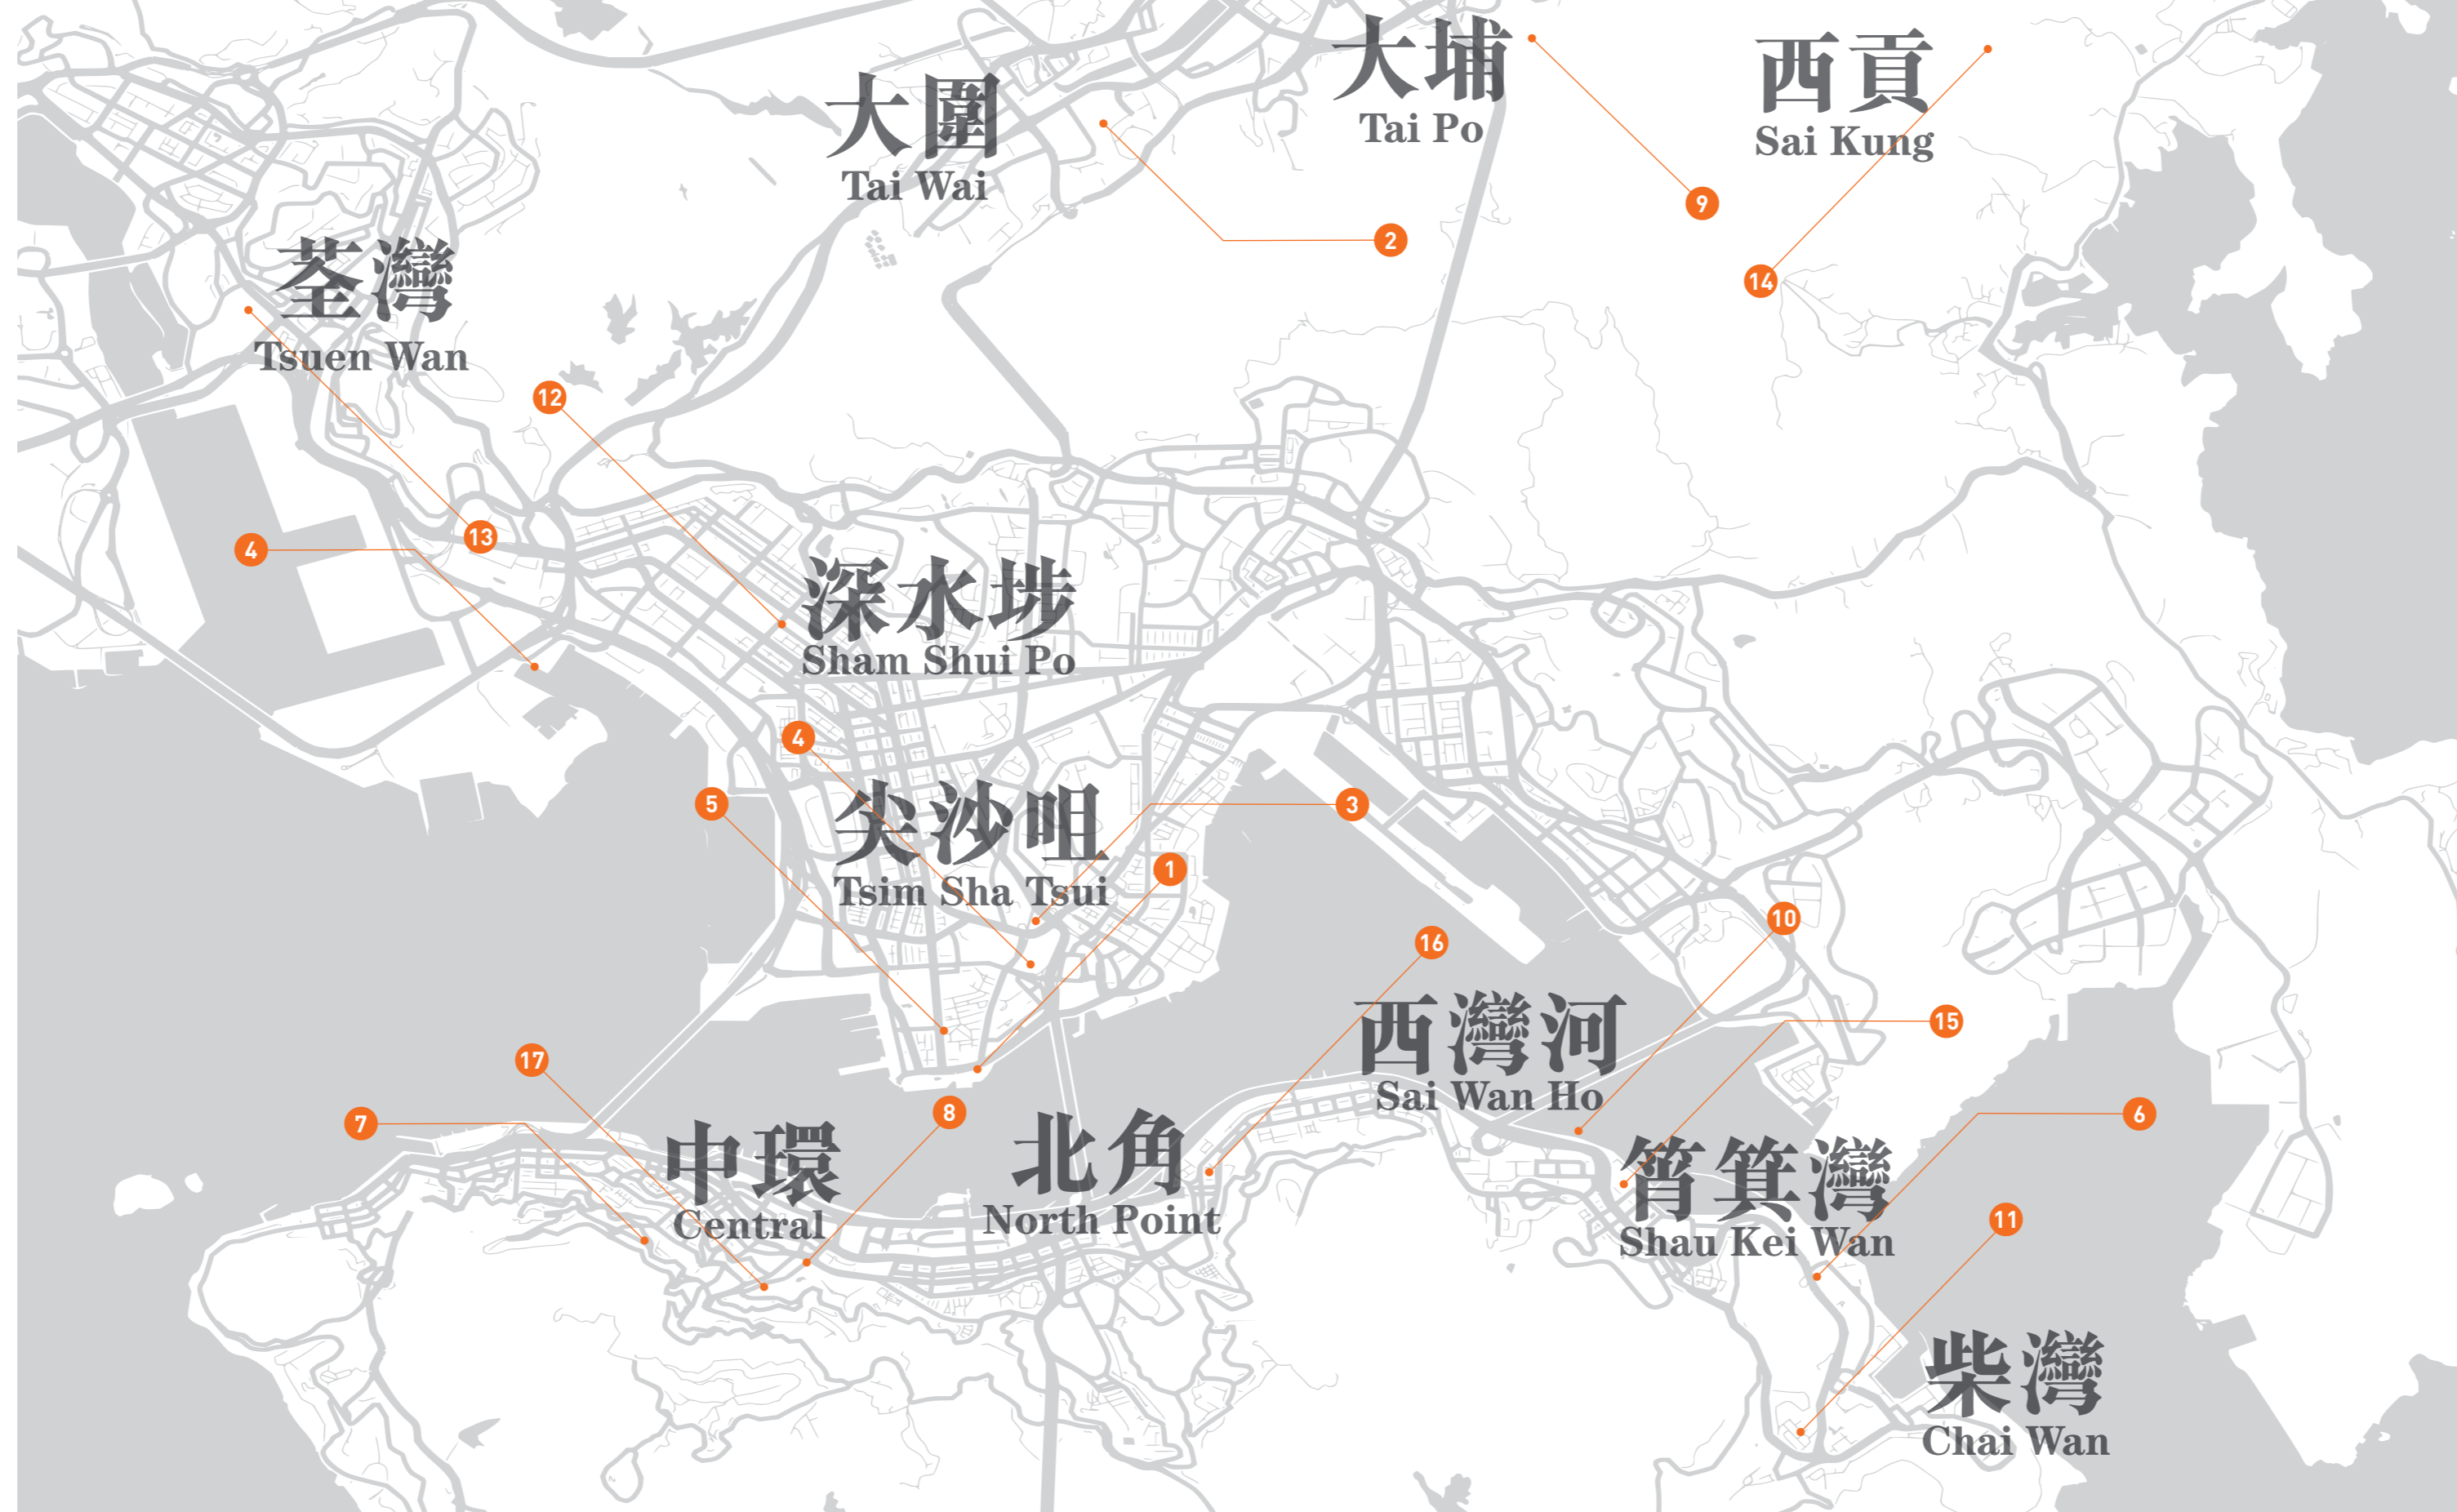 大埔
Tai Po
9
西貢
Sai Kung
14
大圍
Tai Wai
2
荃灣
Tsuen Wan
12
13
4
深水埗
Sham Shui Po
4
5
尖沙咀
Tsim Sha Tsui
3
1
10
16
西灣河
Sai Wan Ho
15
17
7
8
中環
Central
北角
North Point
筲箕灣
Shau Kei Wan
6
11
柴灣
Chai Wan